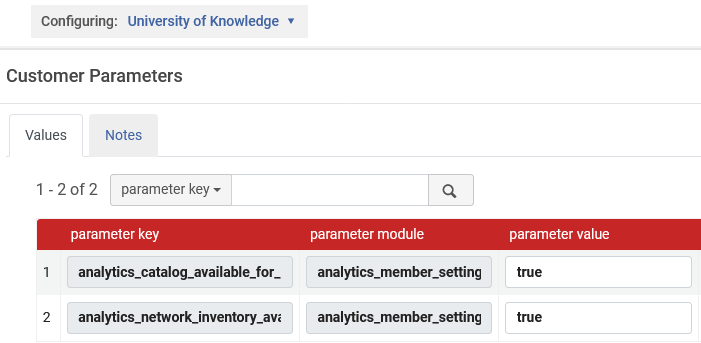 Configuring: University of Knowledge
Customer Parameters
Values Notes
1 - 2 of 2 parameter key
parameter key parameter module parameter value
1 analytics_catalog_available_for_ analytics_member_setting true
2 analytics_network_inventory_ava analytics_member_setting true